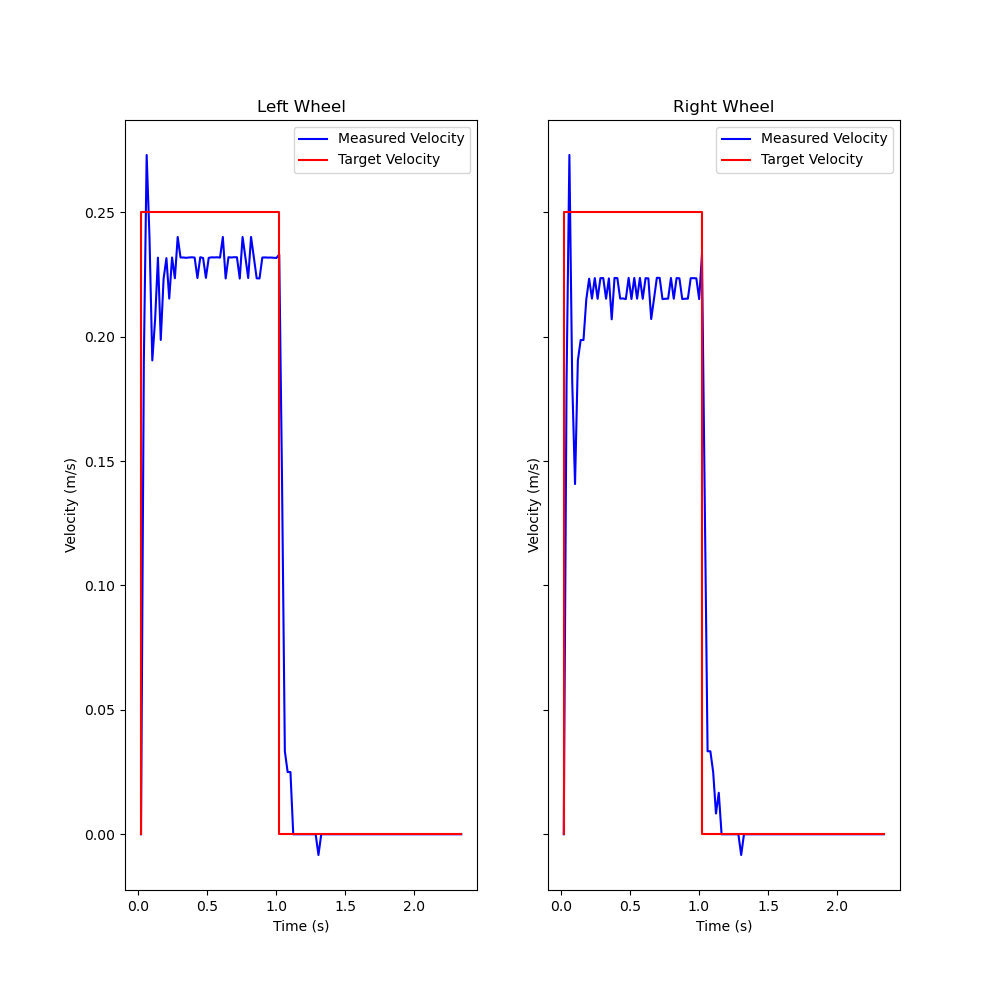 Left Wheel
Measured Velocity
Target Velocity
0.25
0.20
0.15
0.10
0.05
0.00
Velocity (m/s)
0.0 0.5 1.0 1.5 2.0
Time (s)
Right Wheel
Measured Velocity
Target Velocity
Velocity (m/s)
0.0 0.5 1.0 1.5 2.0
Time (s)